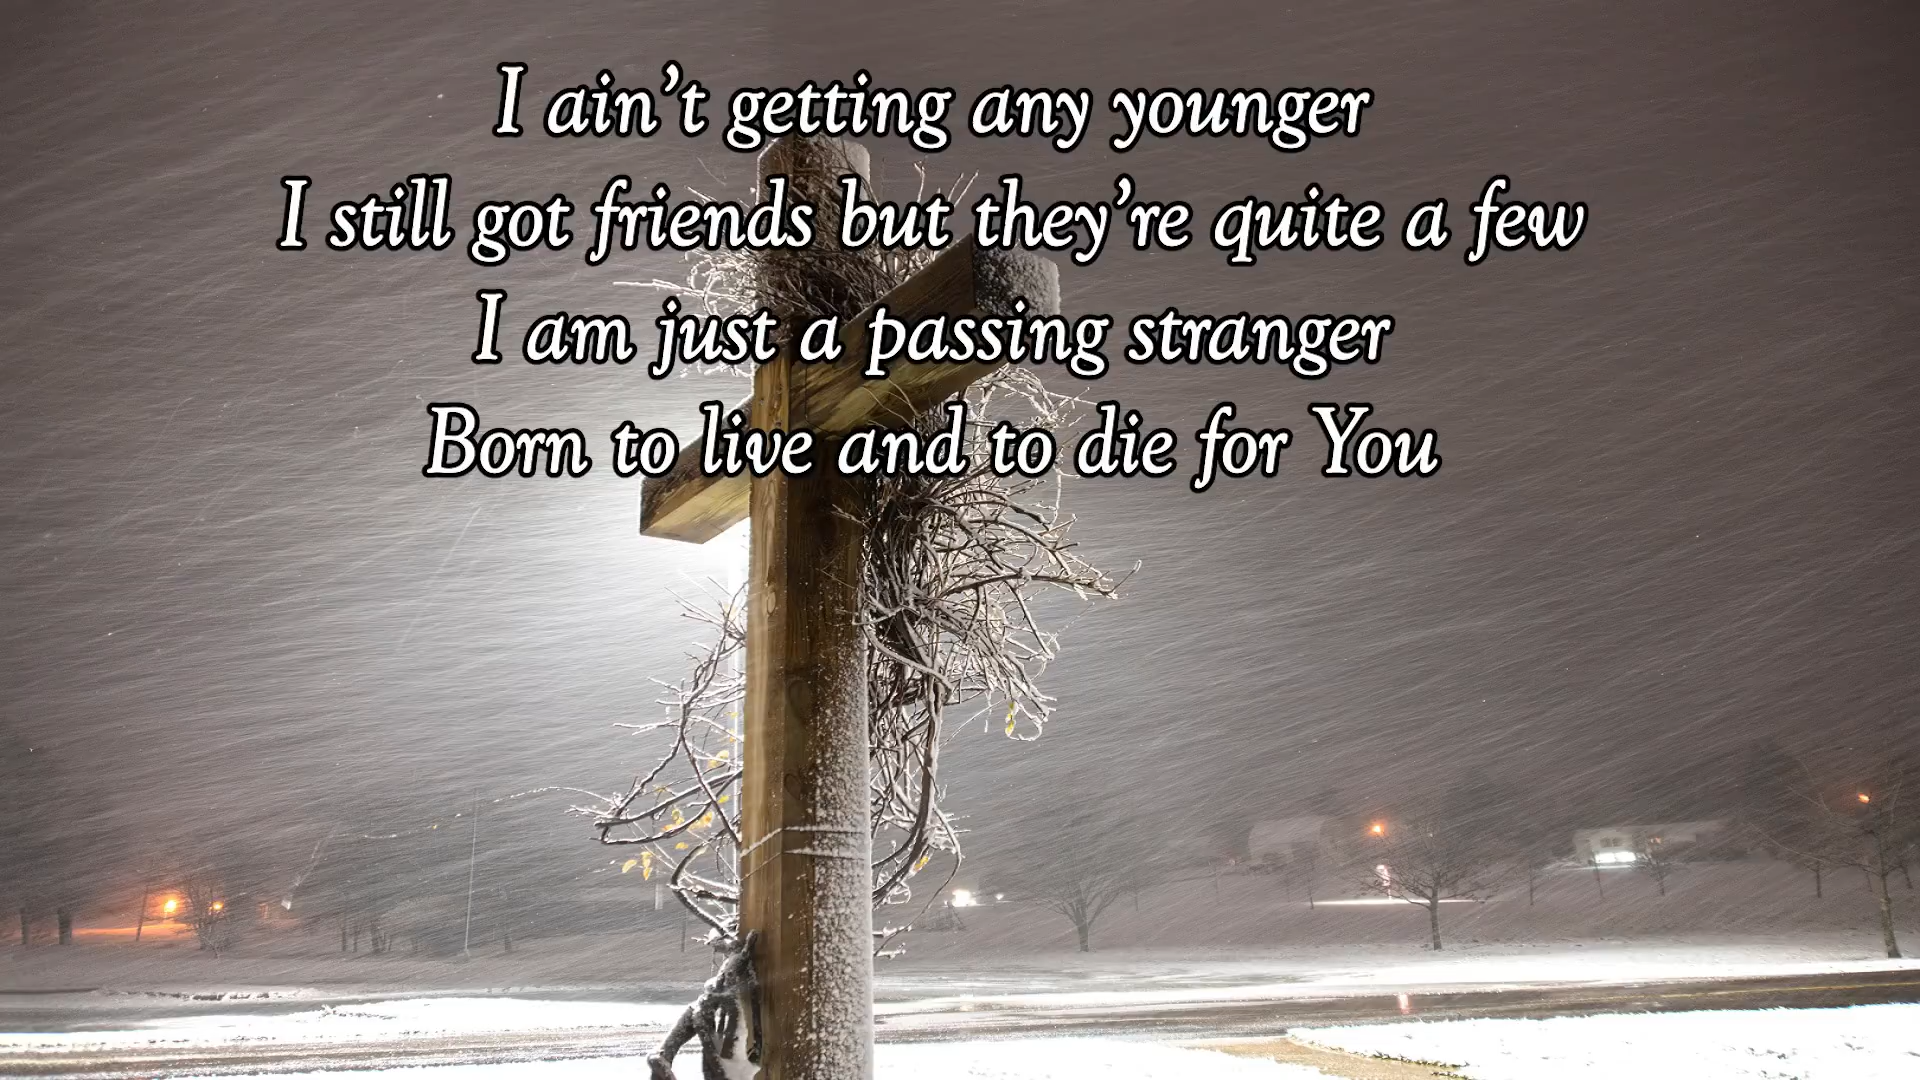 I ain’t getting any younger
I still got friends but they’re quite a few
I am just a passing stranger
Born to live and to die for You